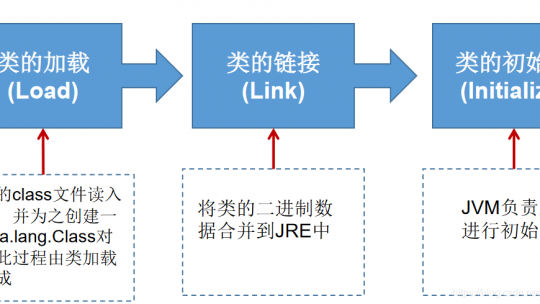 类的加载
(Load)
类的链接
(Link)
类的初始
(Initializ
的class文件读入
并为之创建一
a.lang.Class对
此过程由类加载
成
将类的二进制数
据合并到JRE中
JVM负责
进行初始